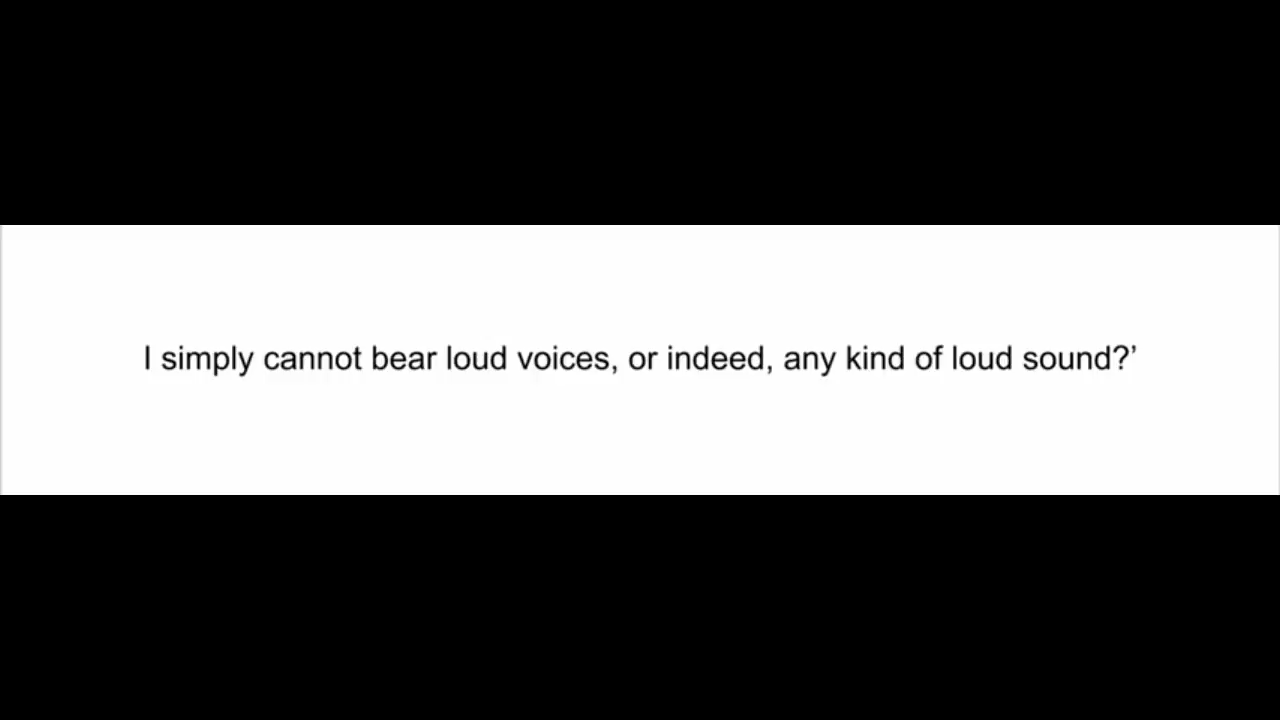 I simply cannot bear loud voices, or indeed, any kind of loud sound?’